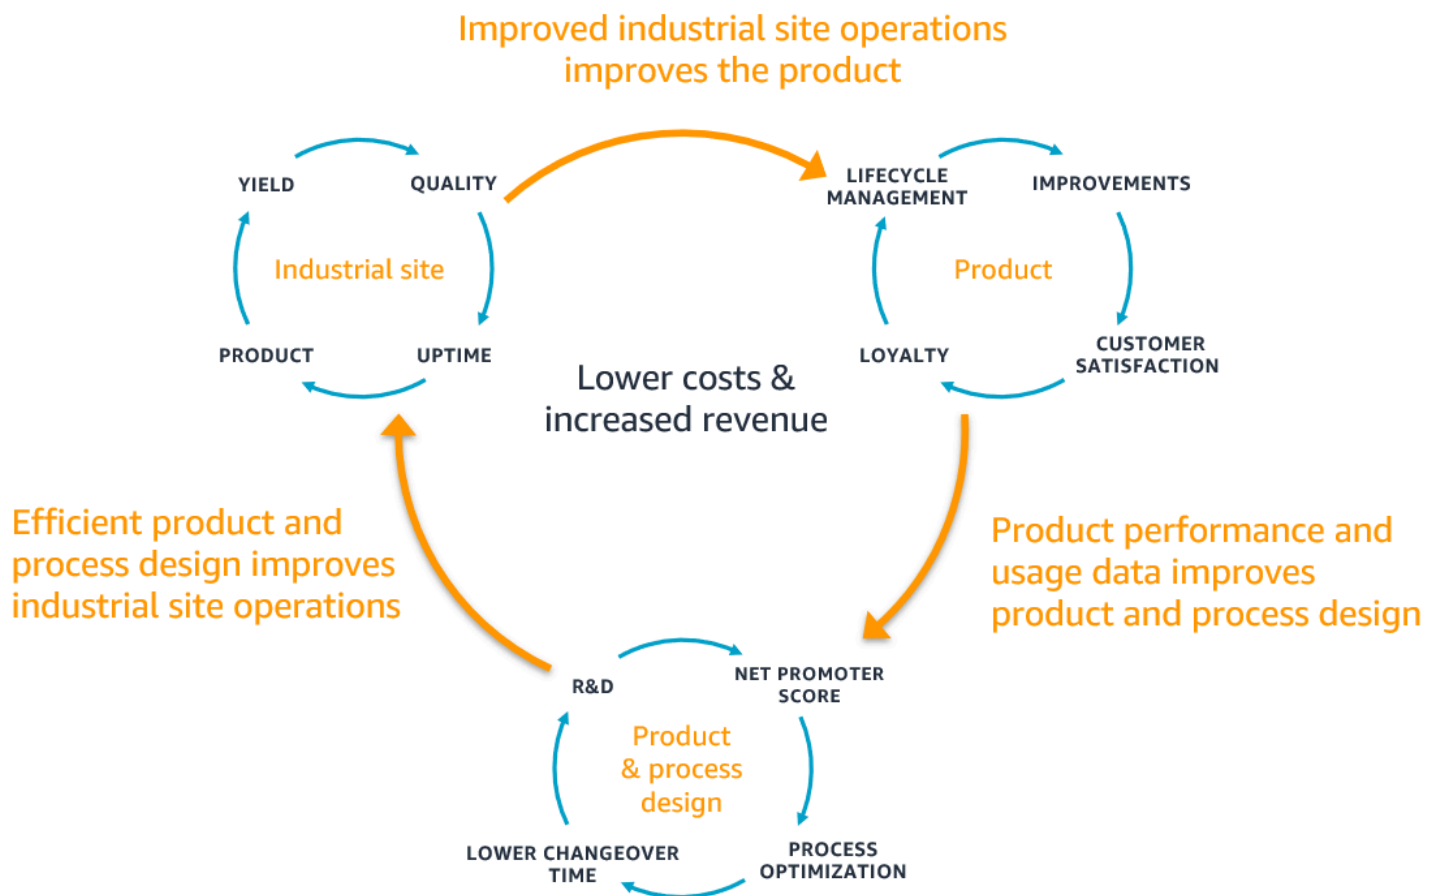 Improved industrial site operations
improves the product
YIELD
QUALITY
Industrial site
PRODUCT
UPTIME
LIFECYCLE
MANAGEMENT
IMPROVEMENTS
Product
LOYALTY
CUSTOMER
SATISFACTION
Lower costs &
increased revenue
Efficient product and
process design improves
industrial site operations
Product performance and
usage data improves
product and process design
R&D
NET PROMOTER
SCORE
Product
& process
design
LOWER CHANGEOVER
TIME
PROCESS
OPTIMIZATION